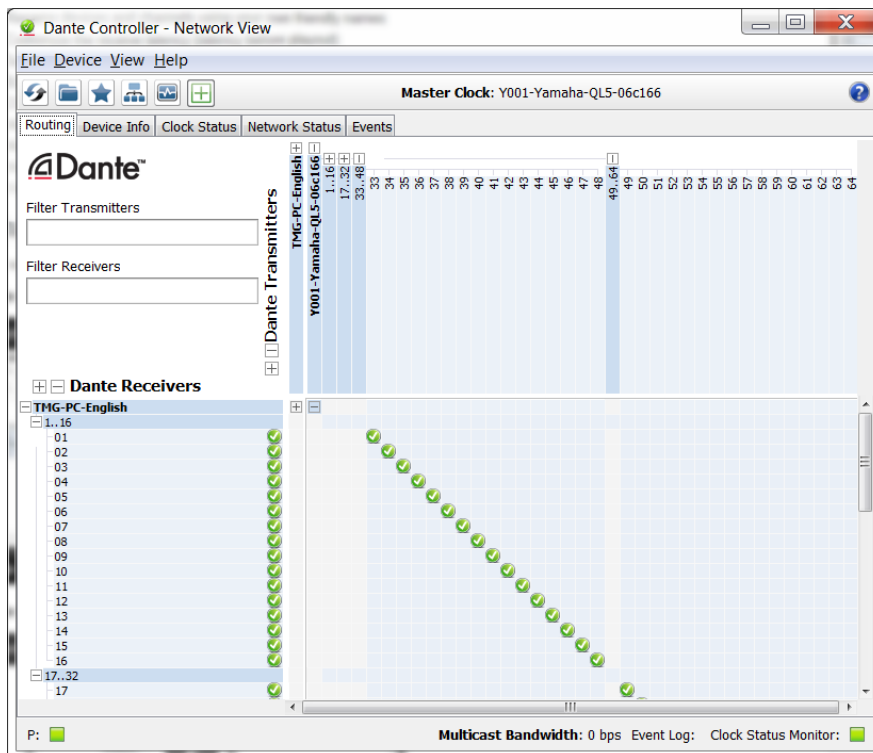 Dante Controller - Network View
File Device View Help
Master Clock: Y001-Yamaha-QL5-06c166
Routing Device Info Clock Status Network Status Events
Dante™
Filter Transmitters
Filter Receivers
Dante Transmitters
TMG-PC-English
Y001-Yamaha-QL5-06c166
1..16
17..32
33..48
33 34 35 36 37 38 39 40 41 42 43 44 45 46 47 48
49..64
49 50 51 52 53 54 55 56 57 58 59 60 61 62 63 64
Dante Receivers
TMG-PC-English
1..16
01
02
03
04
05
06
07
08
09
10
11
12
13
14
15
16
17..32
17
P: Multicast Bandwidth: 0 bps Event Log: Clock Status Monitor: